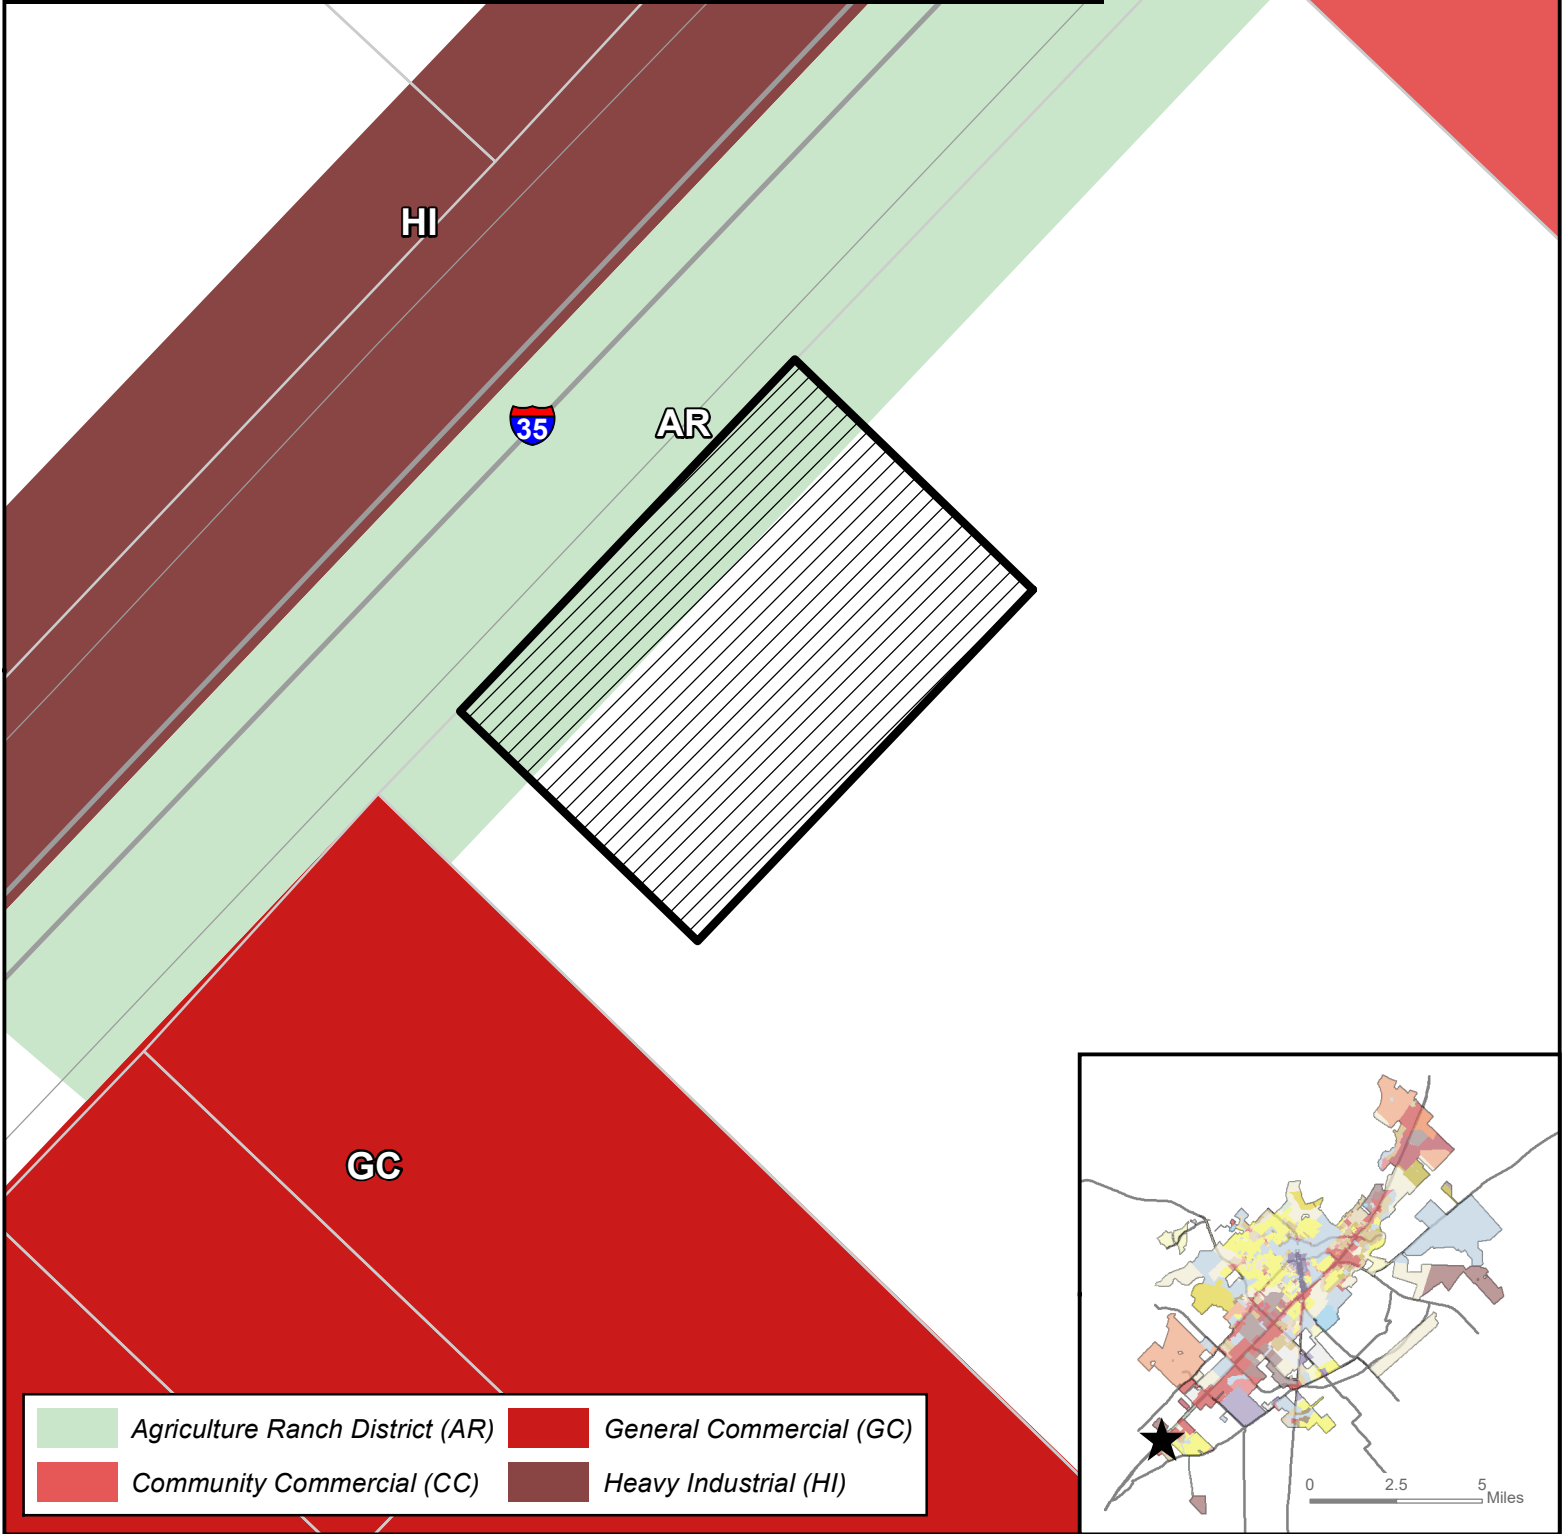 HI
AR
35
GC
Agriculture Ranch District (AR)
General Commercial (GC)
Community Commercial (CC)
Heavy Industrial (HI)
0 2.5 5
Miles